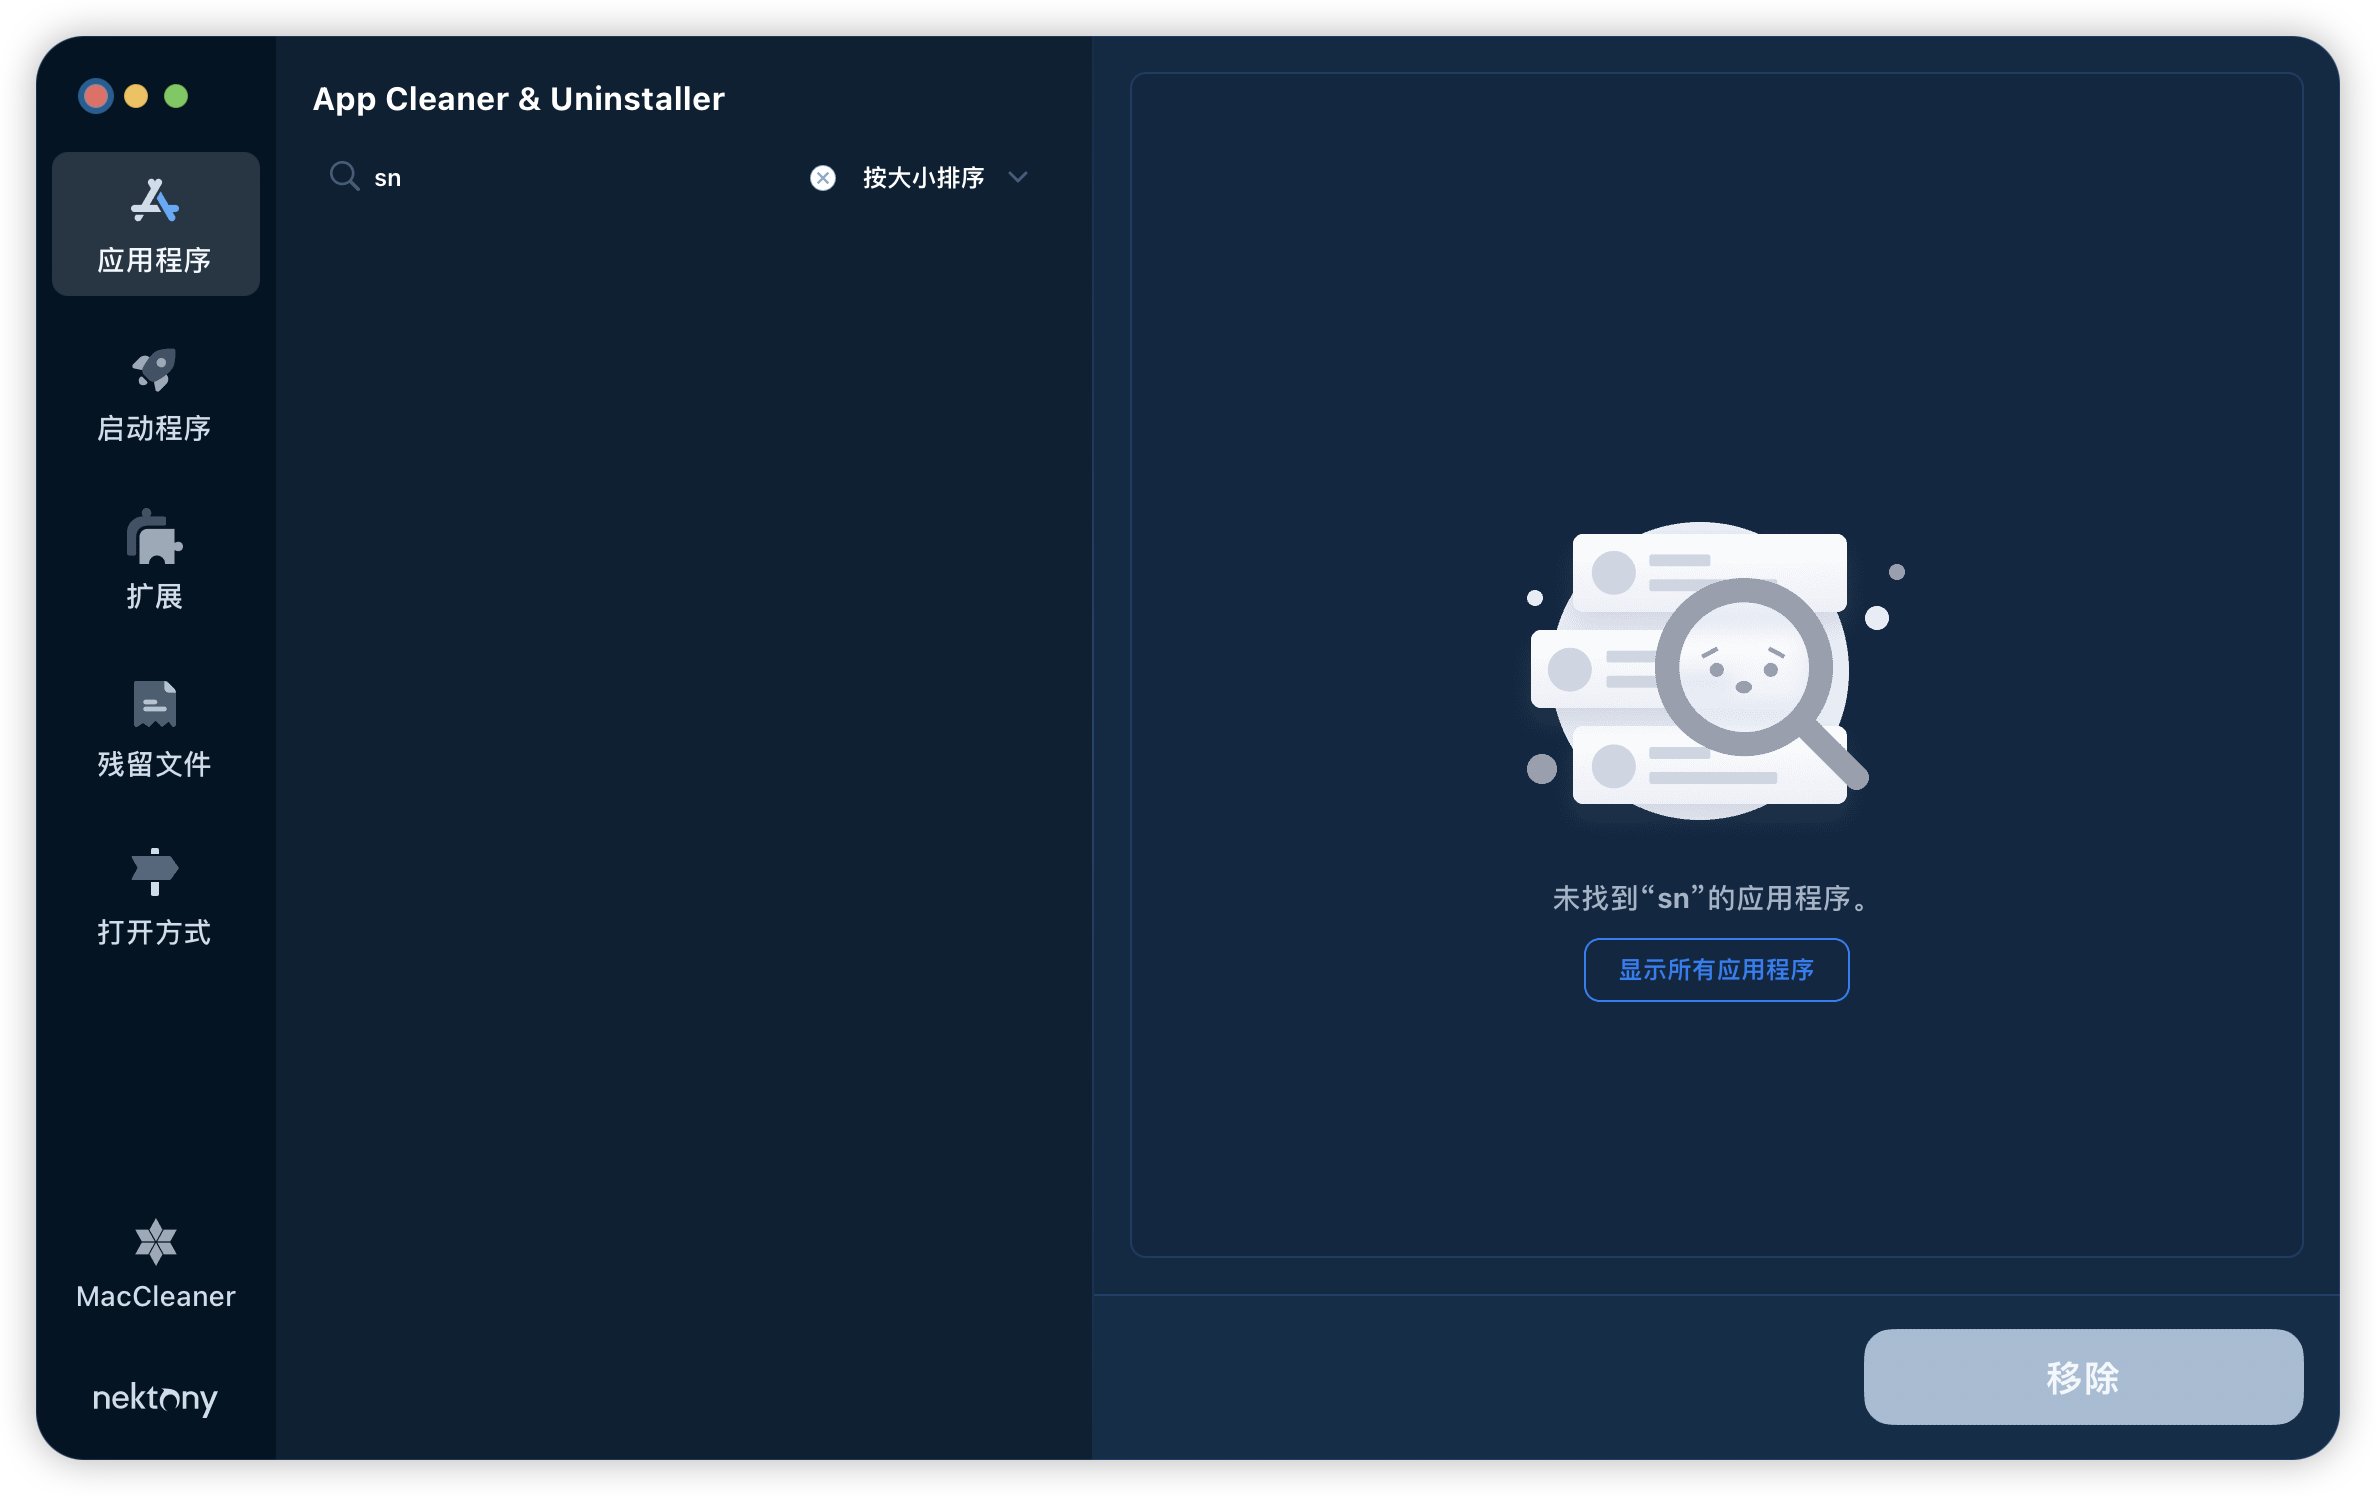 App Cleaner & Uninstaller
sn
按大小排序
应用程序
启动程序
扩展
残留文件
打开方式
MacCleaner
nektony
未找到“sn”的应用程序。
显示所有应用程序
移除